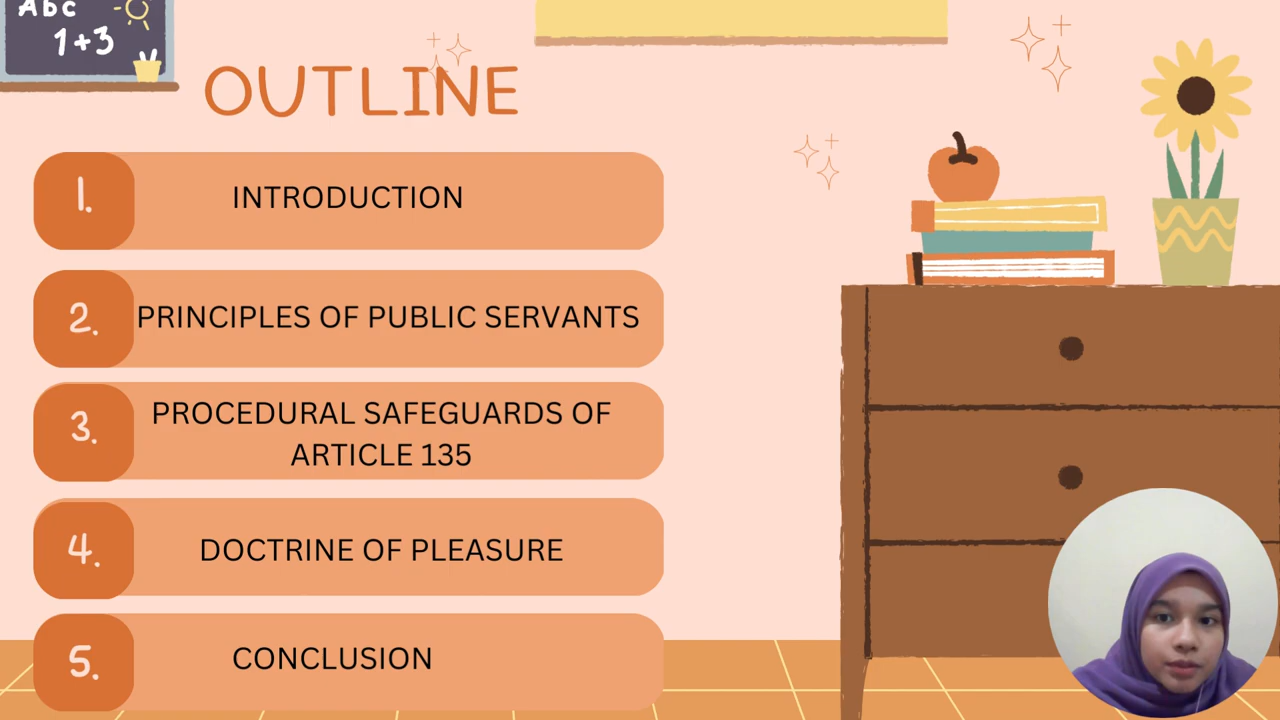 Abc
1+3
OUTLINE
1. INTRODUCTION
2. PRINCIPLES OF PUBLIC SERVANTS
3. PROCEDURAL SAFEGUARDS OF
ARTICLE 135
4. DOCTRINE OF PLEASURE
5. CONCLUSION